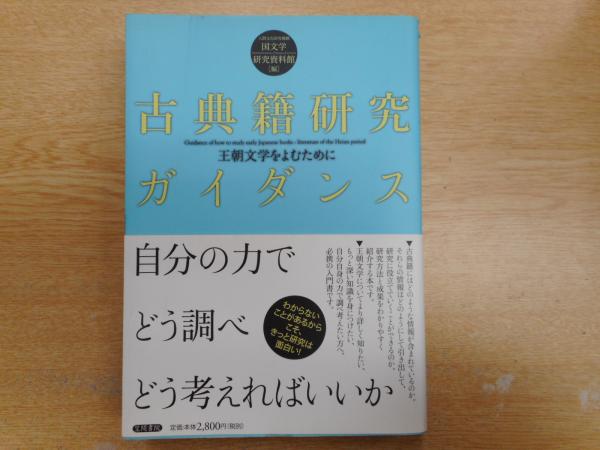 人間文化研究機構
国文学
研究資料館
[編]
古典籍研究
Guidance of how to study early Japanese books : literature of the Heian period
王朝文学をよむために
ガイダンス
▼古典籍にはどのような情報が含まれているのか、
それらの情報はどのようにして引き出して、
研究に役立てていくことができるのか。
研究方法と成果をわかりやすく
紹介する本です。
▼王朝文学についてより詳しく知りたい、
もっと深い知識を身につけたい、
自分自身の力で調べ考えたい方へ。
必携の入門書です。
自分の力で
どう調べ
どう考えればいいか
わからない
ことがあるから
こそ、
きっと研究は
面白い!
笠間書院
定価:本体2,800円(税別)